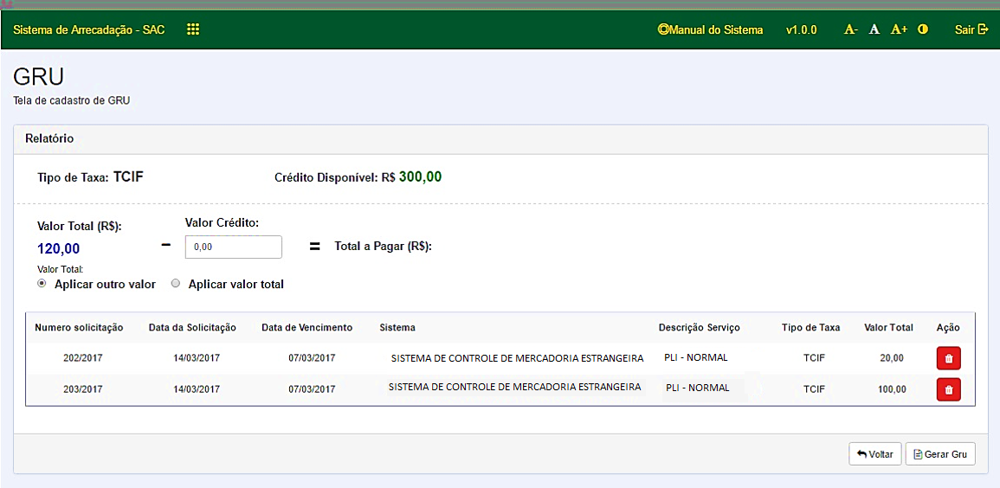 Sistema de Arrecadação - SAC Manual do Sistema v1.0.0 A- A A+ Sair
GRU
Tela de cadastro de GRU
Relatório
Tipo de Taxa: TCIF Crédito Disponível: R$ 300,00
Valor Total (R$): Valor Crédito:
120,00 - 0,00 = Total a Pagar (R$):
Valor Total:
Aplicar outro valor Aplicar valor total
Numero solicitação Data da Solicitação Data de Vencimento Sistema Descrição Serviço Tipo de Taxa Valor Total Ação
202/2017 14/03/2017 07/03/2017 SISTEMA DE CONTROLE DE MERCADORIA ESTRANGEIRA PLI - NORMAL TCIF 20,00
203/2017 14/03/2017 07/03/2017 SISTEMA DE CONTROLE DE MERCADORIA ESTRANGEIRA PLI - NORMAL TCIF 100,00
Voltar Gerar Gru